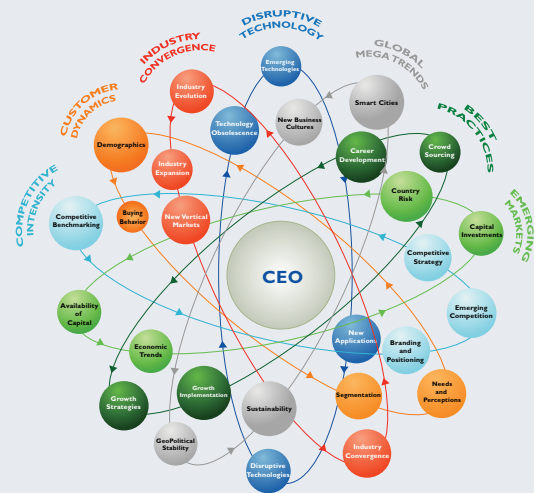 DISRUPTIVE
TECHNOLOGY
INDUSTRY
CONVERGENCE
GLOBAL
MEGATRENDS
CUSTOMER
DYNAMICS
BEST
PRACTICES
COMPETITIVE
INTENSITY
EMERGING
MARKETS
Emerging
Technologies
Industry
Evolution
Smart Cities
New Business
Cultures
Technology
Obsolescence
Demographics
Career
Development
Crowd
Sourcing
Industry
Expansion
Country
Risk
Competitive
Benchmarking
Buying
Behavior
New Vertical
Markets
Capital
Investments
Competitive
Strategy
CEO
Availability
of
Capital
Emerging
Competition
New
Applications
Economic
Trends
Branding
and
Positioning
Growth
Strategies
Growth
Implementation
Sustainability
Segmentation
Needs
and
Perceptions
GeoPolitical
Stability
Industry
Convergence
Disruptive
Technologies